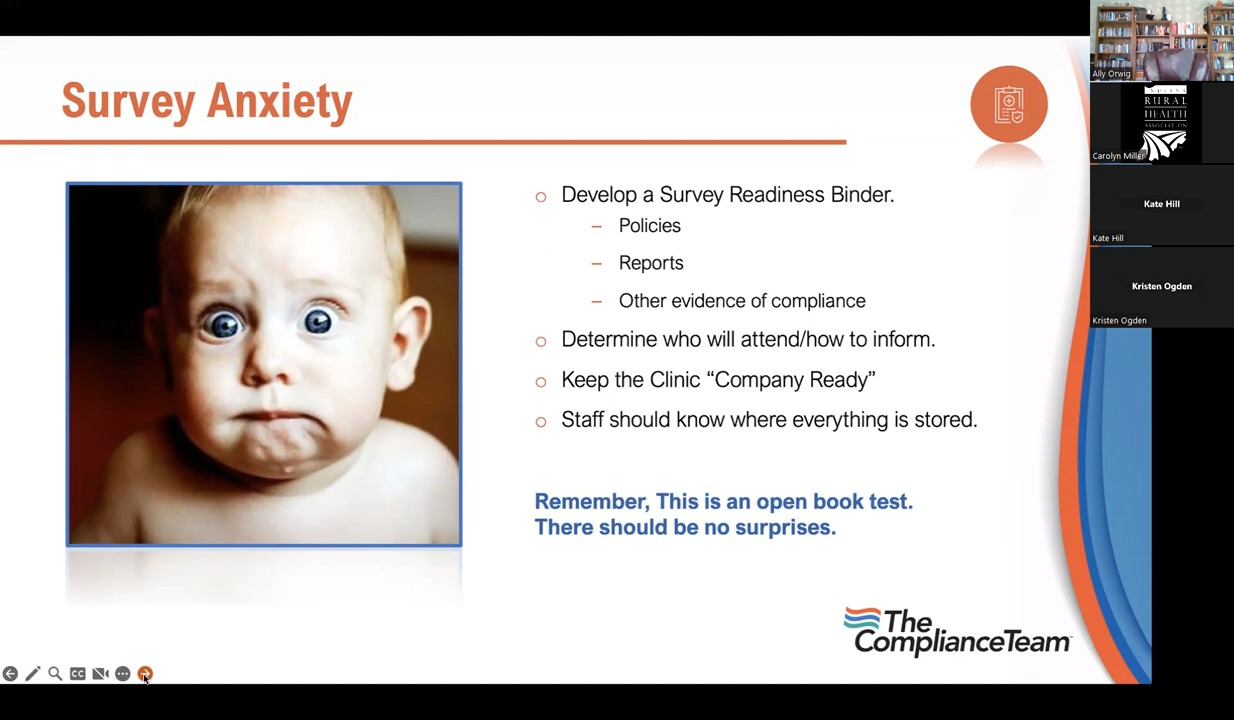 Survey Anxiety
Develop a Survey Readiness Binder.
Policies
Reports
Other evidence of compliance
Determine who will attend/how to inform.
Keep the Clinic “Company Ready”
Staff should know where everything is stored.
Remember, This is an open book test.
There should be no surprises.
The
ComplianceTeam
CC
Ally Orwig
RURAL
HEALTH
ASSOCIATION
Carolyn Miller
Kate Hill
Kate Hill
Kristen Ogden
Kristen Ogden